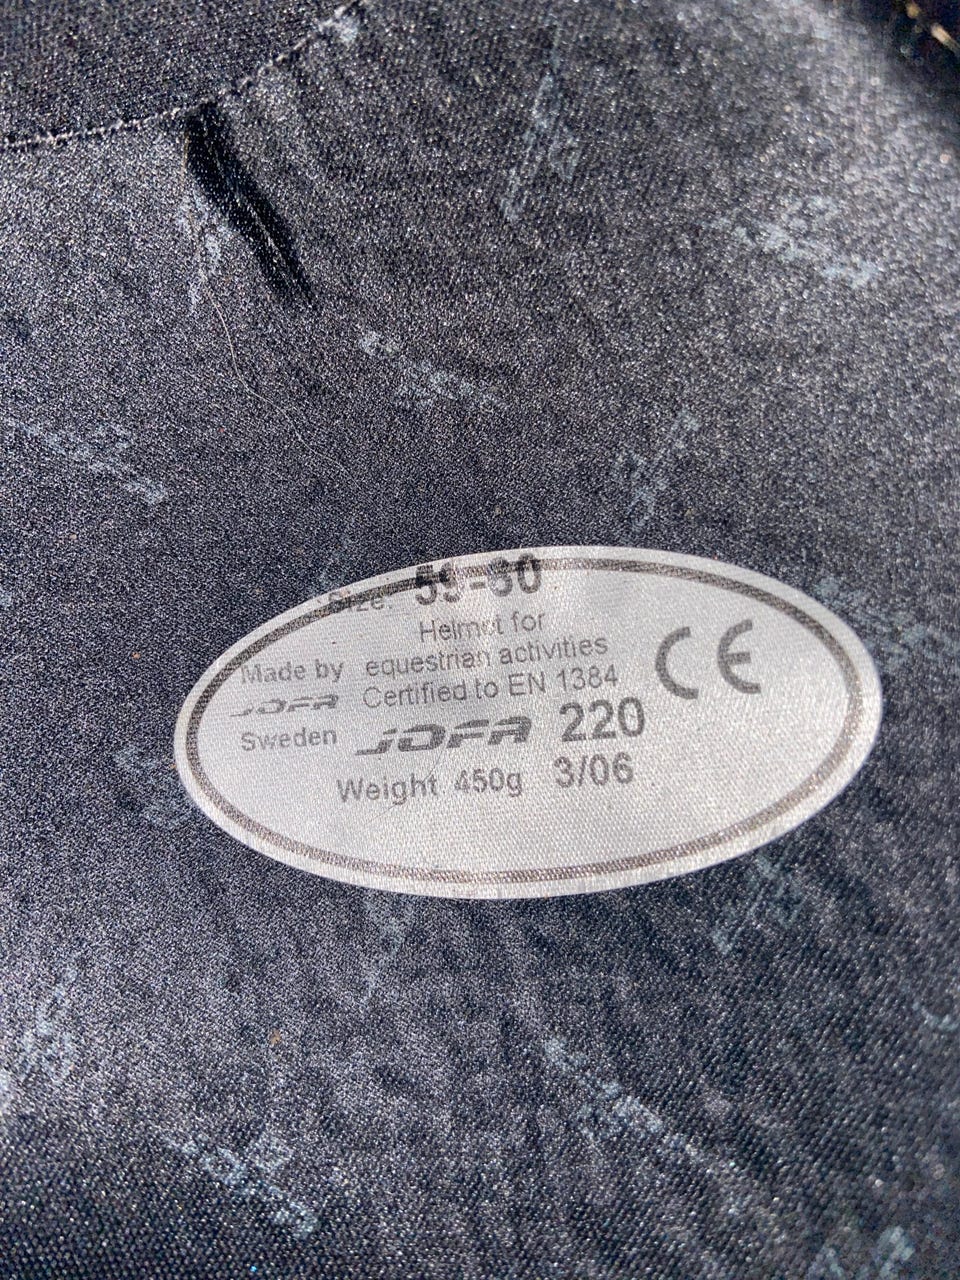 Size: 59-60
Helmet for
Made by equestrian activities
JOFA Certified to EN 1384
CE
Sweden JOFA 220
Weight 450g 3/06